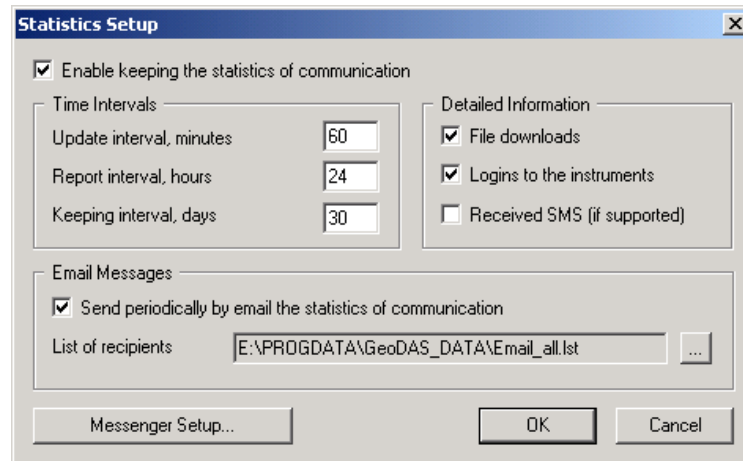 Statistics Setup
Enable keeping the statistics of communication
Time Intervals
Update interval, minutes 60
Report interval, hours 24
Keeping interval, days 30
Detailed Information
File downloads
Logins to the instruments
Received SMS (if supported)
Email Messages
Send periodically by email the statistics of communication
List of recipients E:\PROGDATA\GeoDAS_DATA\Email_all.lst ...
Messenger Setup... OK Cancel